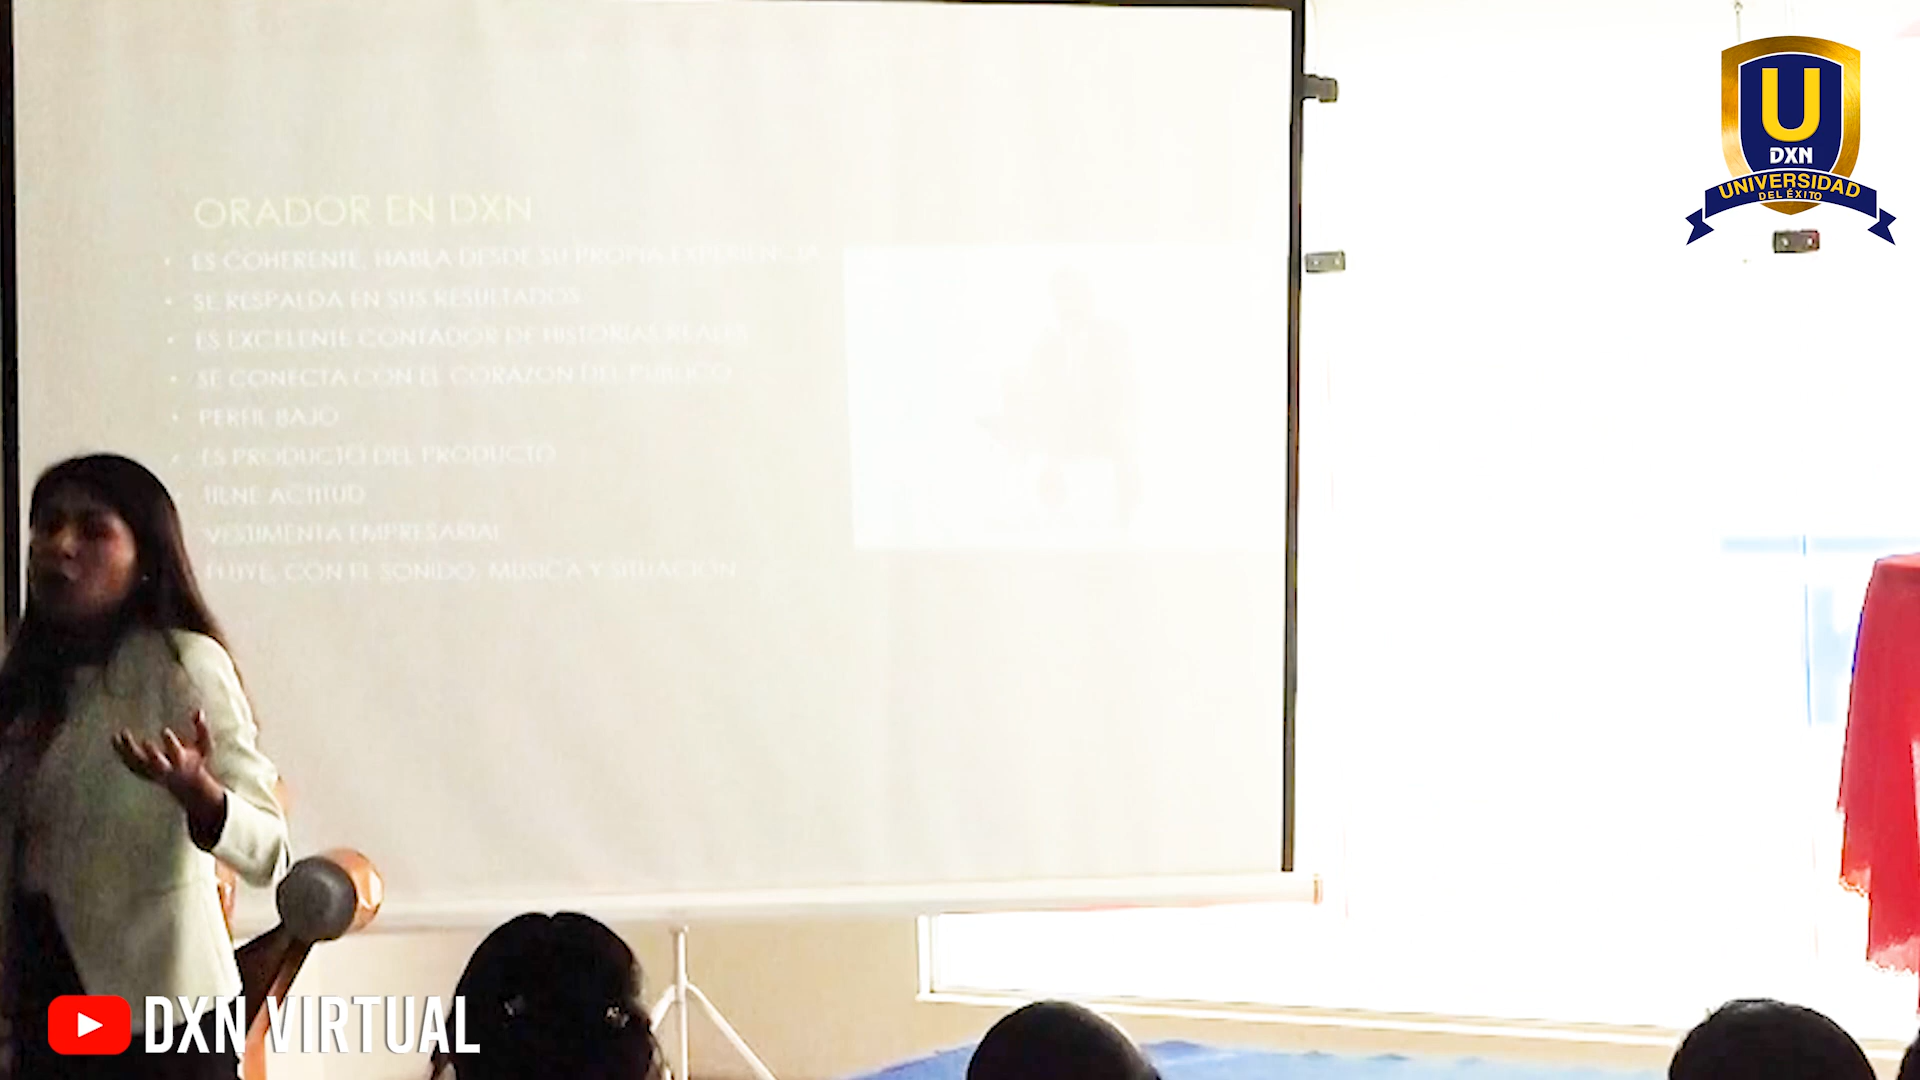 U
DXN
UNIVERSIDAD
DEL ÉXITO
ORADOR EN DXN
• ES COHERENTE, HABLA DESDE SU PROPIA EXPERIENCIA
• SE RESPALDA EN SUS RESULTADOS
• ES EXCELENTE CONTADOR DE HISTORIAS REALES
• SE CONECTA CON EL CORAZON DEL PUBLICO
• PERFIL BAJO
• ES PRODUCTO DEL PRODUCTO
• TIENE ACTITUD
VESTIMENTA EMPRESARIAL
FLUYE, CON EL SONIDO, MUSICA Y SITUACIÓN
DXN VIRTUAL